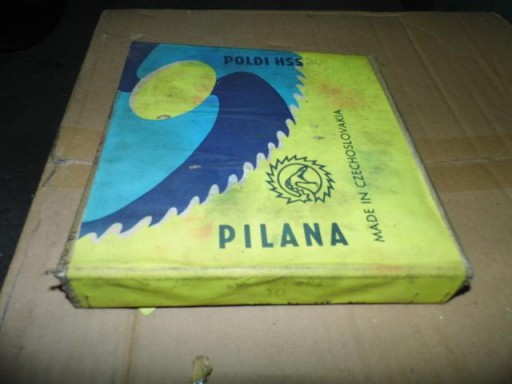 POLDI HSS
PILANA
MADE IN CZECHOSLOVAKIA